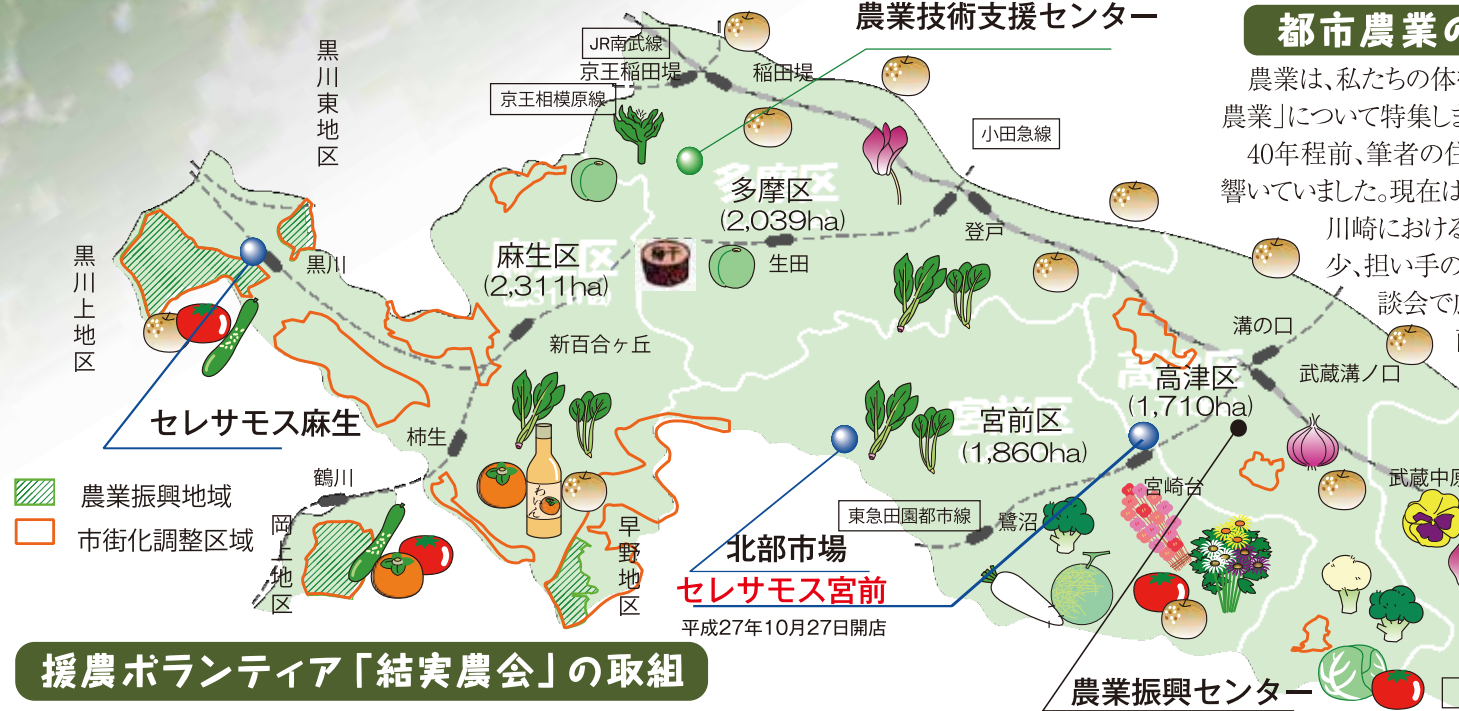 農業技術支援センター
JR南武線
京王稲田堤
稲田堤
京王相模原線
小田急線
黒川東地区
多摩区
(2,039ha)
登戸
生田
麻生区
(2,311ha)
黒川
黒川上地区
新百合ヶ丘
溝の口
武蔵溝ノ口
高津区
(1,710ha)
宮前区
(1,860ha)
セレサモス麻生
柿生
鶴川
農業振興地域
市街化調整区域
岡上地区
早野地区
わいん
東急田園都市線
鷺沼
宮崎台
武蔵中原
北部市場
セレサモス宮前
平成27年10月27日開店
農業振興センター
援農ボランティア「結実農会」の取組
都市農業の
農業は、私たちの体
農業」について特集し
40年程前、筆者の
響いていました。現在は
川崎における
少、担い手の
談会で